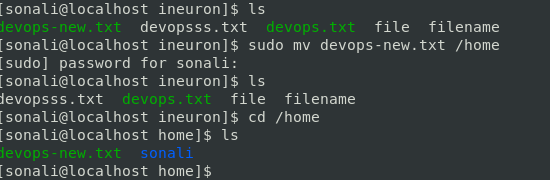 [sonali@localhost ineuron]$ ls
devops-new.txt devopsss.txt devops.txt file filename
[sonali@localhost ineuron]$ sudo mv devops-new.txt /home
[sudo] password for sonali:
[sonali@localhost ineuron]$ ls
devopsss.txt devops.txt file filename
[sonali@localhost ineuron]$ cd /home
[sonali@localhost home]$ ls
devops-new.txt sonali
[sonali@localhost home]$